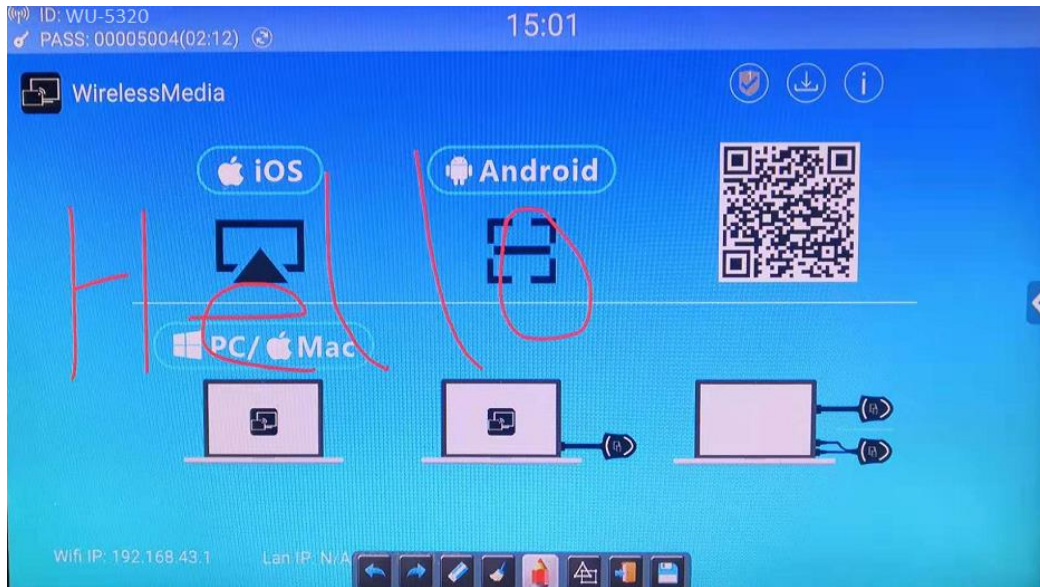 ID: WU-5320
PASS: 00005004(02:12)
15:01
WirelessMedia
i
iOS
Android
Hello
PC/ Mac
Wifi IP: 192.168.43.1
Lan IP: N/A